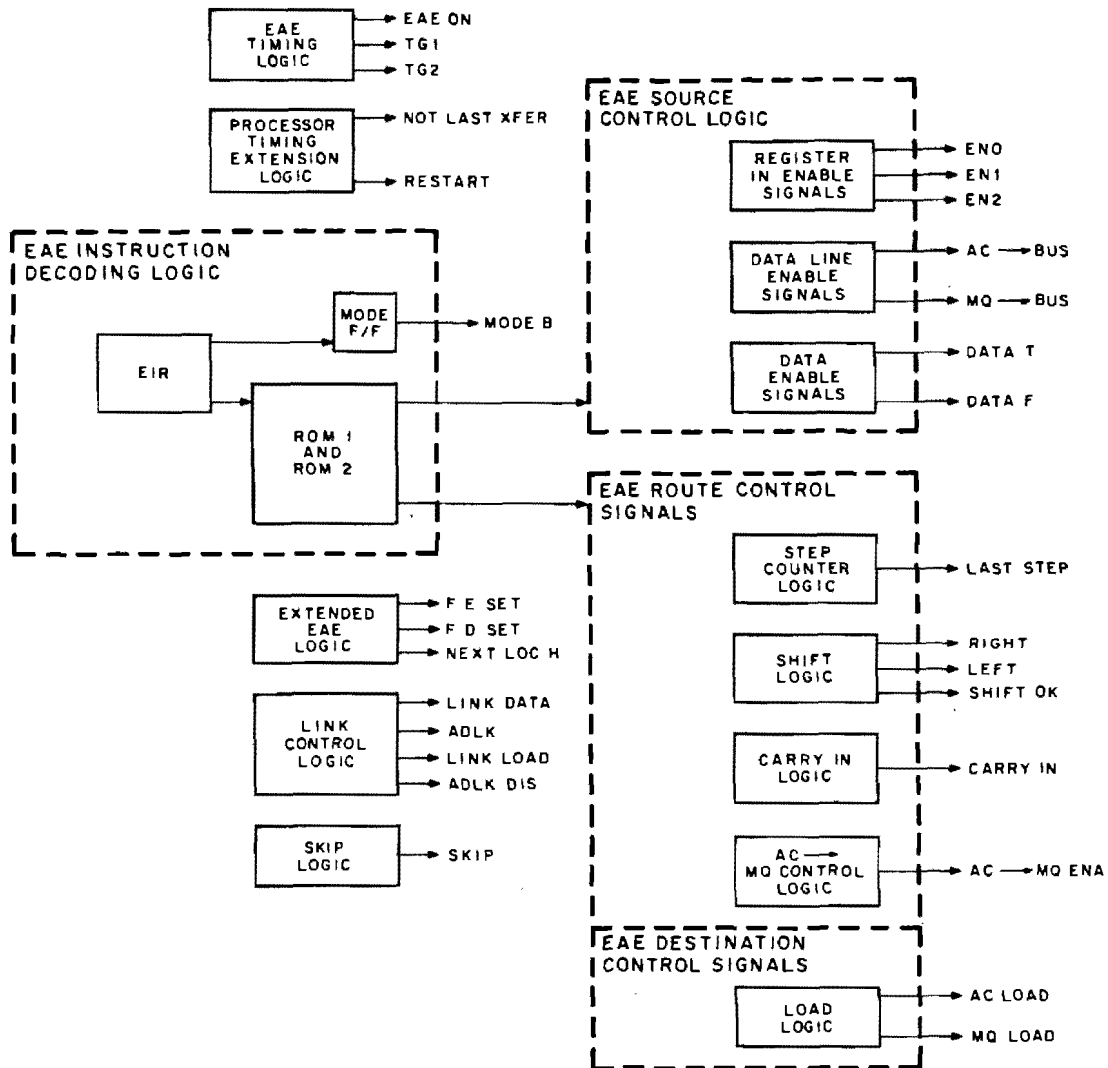 EAE
TIMING
LOGIC
EAE ON
TG1
TG2
PROCESSOR
TIMING
EXTENSION
LOGIC
NOT LAST XFER
RESTART
EAE INSTRUCTION
DECODING LOGIC
EIR
MODE
F/F
MODE B
ROM 1
AND
ROM 2
EXTENDED
EAE
LOGIC
F E SET
F D SET
NEXT LOC H
LINK
CONTROL
LOGIC
LINK DATA
ADLK
LINK LOAD
ADLK DIS
SKIP
LOGIC
SKIP
EAE SOURCE
CONTROL LOGIC
REGISTER
IN ENABLE
SIGNALS
EN0
EN1
EN2
DATA LINE
ENABLE
SIGNALS
AC → BUS
MQ → BUS
DATA
ENABLE
SIGNALS
DATA T
DATA F
EAE ROUTE CONTROL
SIGNALS
STEP
COUNTER
LOGIC
LAST STEP
SHIFT
LOGIC
RIGHT
LEFT
SHIFT OK
CARRY IN
LOGIC
CARRY IN
AC →
MQ CONTROL
LOGIC
AC → MQ ENA
EAE DESTINATION
CONTROL SIGNALS
LOAD
LOGIC
AC LOAD
MQ LOAD